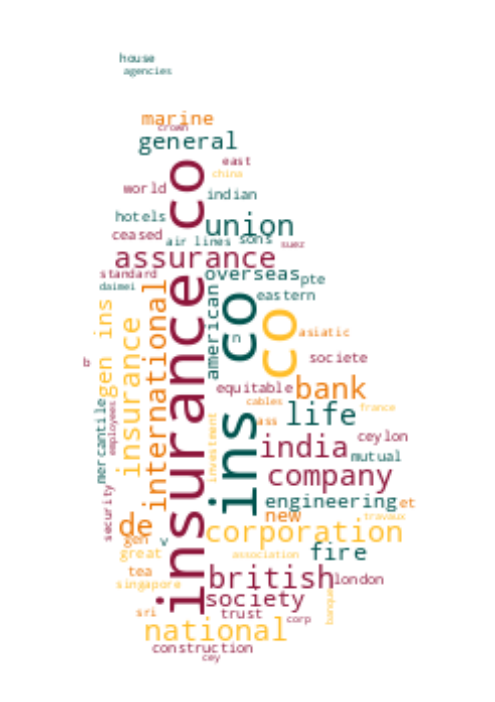 house
agencies
marine
crown
general
co
east
china
world
indian
hotels
union
ceased
air lines
sons
suez
assurance
standard
overseas
pte
daimei
eastern
american
international
insurance
co
ins
co
gen ins
insurance
asiatic
b
societe
equitable
bank
cables
france
mercantile
employees
investment
ass
life
india
ceylon
mutual
company
security
engineering
et
new
travaux
de
gen
v
corporation
great
association
fire
tea
british
london
singapore
society
banque
sri
trust
corp
national
construction
cey